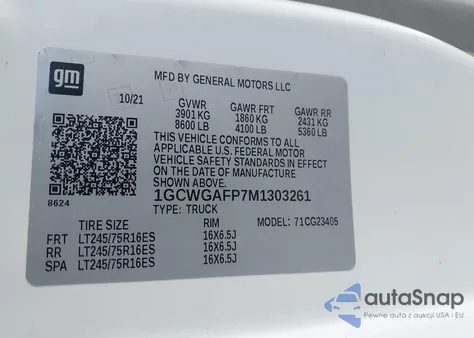 gm
MFD BY GENERAL MOTORS LLC
10/21
GVWR GAWR FRT GAWR RR
3901 KG 1860 KG 2431 KG
8600 LB 4100 LB 5360 LB
THIS VEHICLE CONFORMS TO ALL
APPLICABLE U.S. FEDERAL MOTOR
VEHICLE SAFETY STANDARDS IN EFFECT
ON THE DATE OF MANUFACTURE
SHOWN ABOVE.
1GCWGAFP7M1303261
8624
TYPE: TRUCK MODEL: 71CG23405
TIRE SIZE RIM
FRT LT245/75R16ES 16X6.5J
RR LT245/75R16ES 16X6.5J
SPA LT245/75R16ES 16X6.5J
autoSnap
Pewne auta z aukcji USA i EU